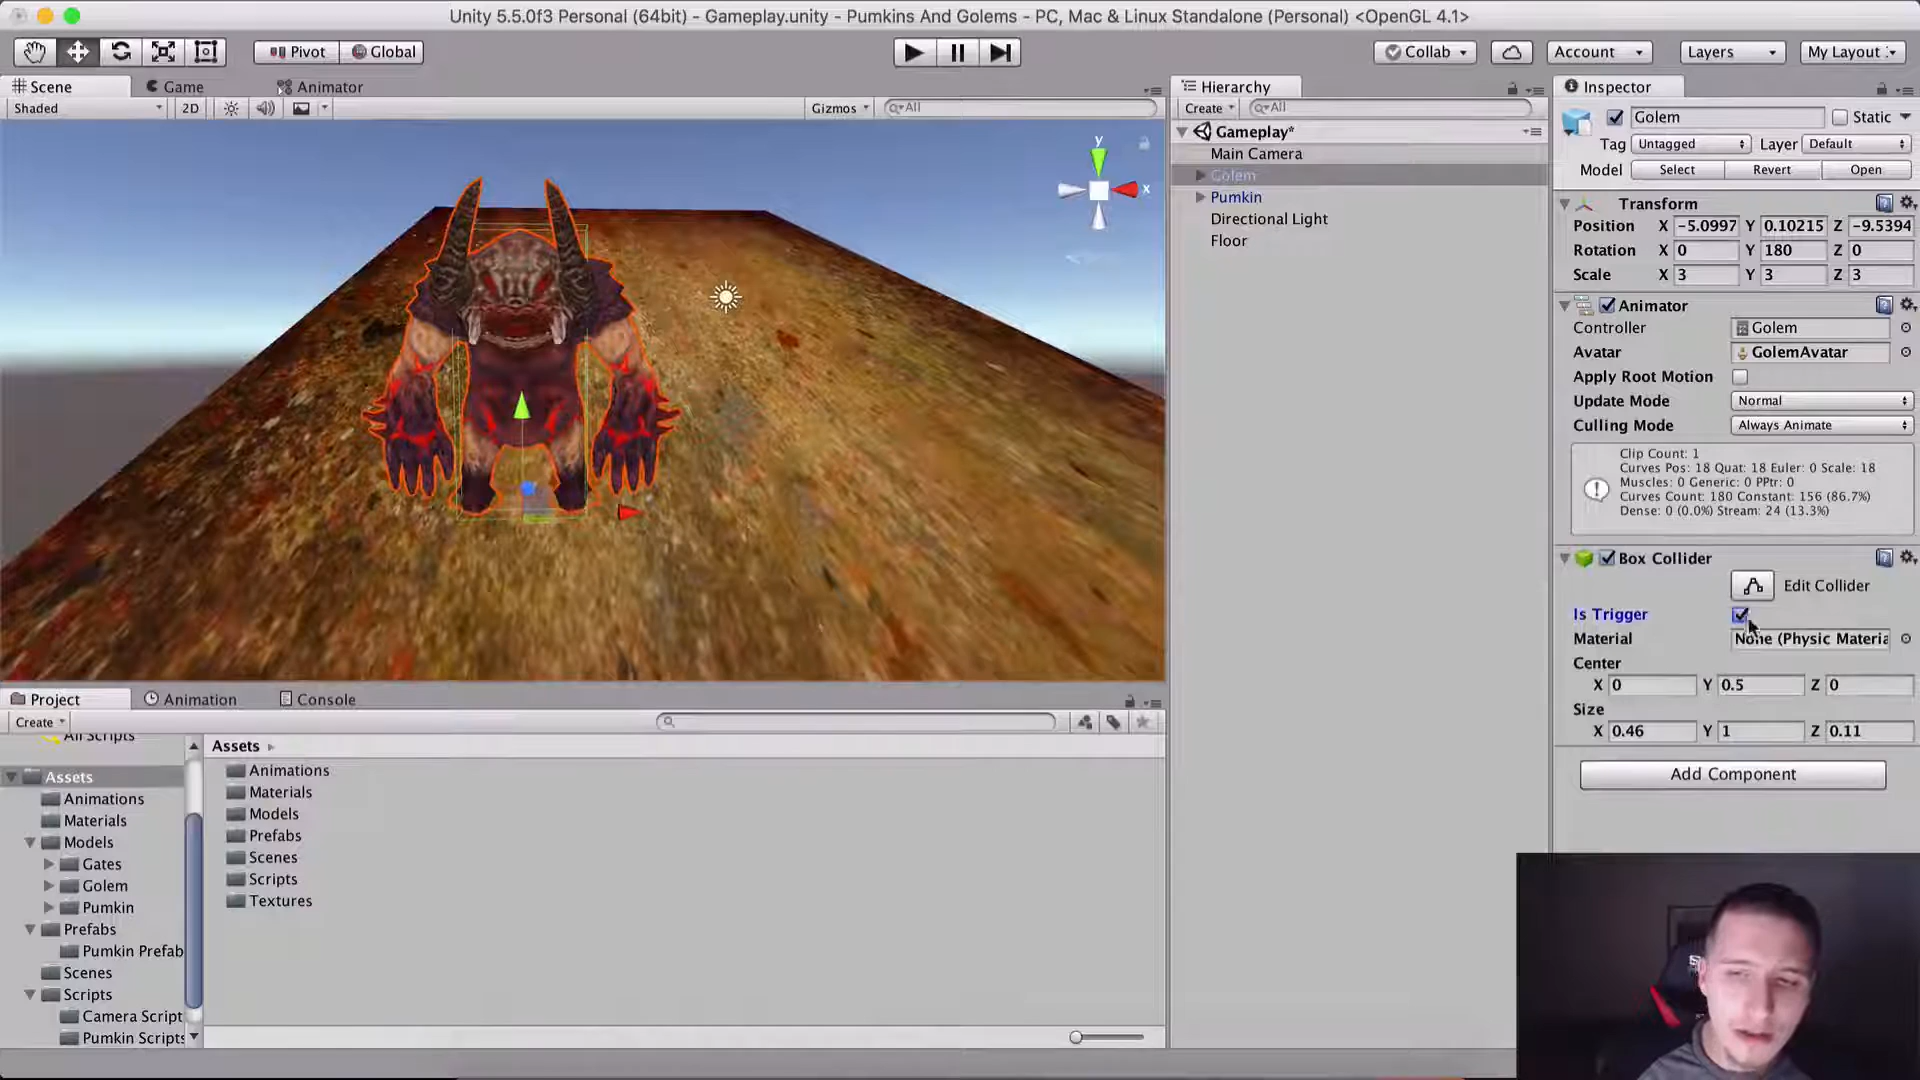 Unity 5.5.0f3 Personal (64bit) - Gameplay.unity - Pumkins And Golems - PC, Mac & Linux Standalone (Personal) <OpenGL 4.1>
Pivot Global Collab Account Layers My Layout
Scene Game Animator
Shaded 2D Gizmos All
y
x
Hierarchy
Create All
Gameplay*
Main Camera
Golem
Pumkin
Directional Light
Floor
Inspector
Golem Static
Tag Untagged Layer Default
Model Select Revert Open
Transform
Position X -5.0997 Y 0.10215 Z -9.5394
Rotation X 0 Y 180 Z 0
Scale X 3 Y 3 Z 3
Animator
Controller Golem
Avatar GolemAvatar
Apply Root Motion
Update Mode Normal
Culling Mode Always Animate
Clip Count: 1
Curves Pos: 18 Quat: 18 Euler: 0 Scale: 18
Muscles: 0 Generic: 0 PPtr: 0
Curves Count: 180 Constant: 156 (86.7%)
Dense: 0 (0.0%) Stream: 24 (13.3%)
Box Collider
Edit Collider
Is Trigger
Material None (Physic Materia
Center
X 0 Y 0.5 Z 0
Size
X 0.46 Y 1 Z 0.11
Add Component
Project Animation Console
Create
All Scripts
Assets
Animations
Materials
Models
Gates
Golem
Pumkin
Prefabs
Pumkin Prefab
Scenes
Scripts
Camera Script
Pumkin Scripts
Assets
Animations
Materials
Models
Prefabs
Scenes
Scripts
Textures